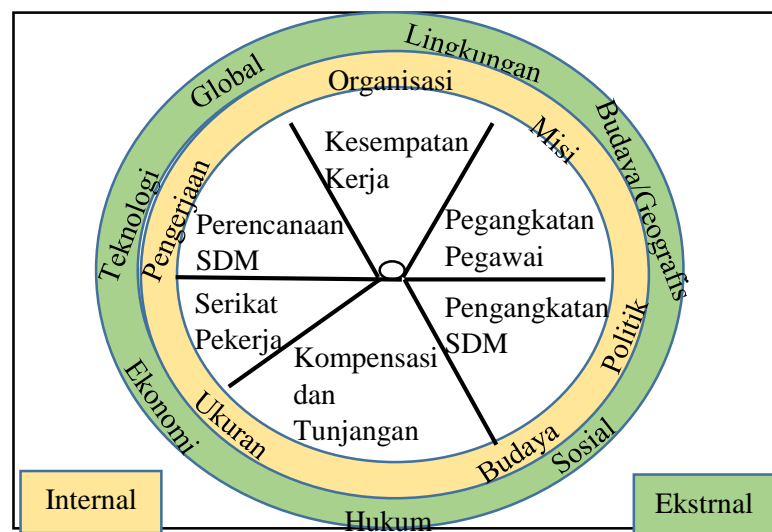 Lingkungan
Global
Organisasi
Misi
Budaya/Geografis
Kesempatan
Kerja
Teknologi
Pengerjaan
Perencanaan
SDM
Pegangkatan
Pegawai
Serikat
Pekerja
Pengangkatan
SDM
Politik
Kompensasi
dan
Tunjangan
Ekonomi
Ukuran
Budaya
Sosial
Internal
Hukum
Ekstrnal